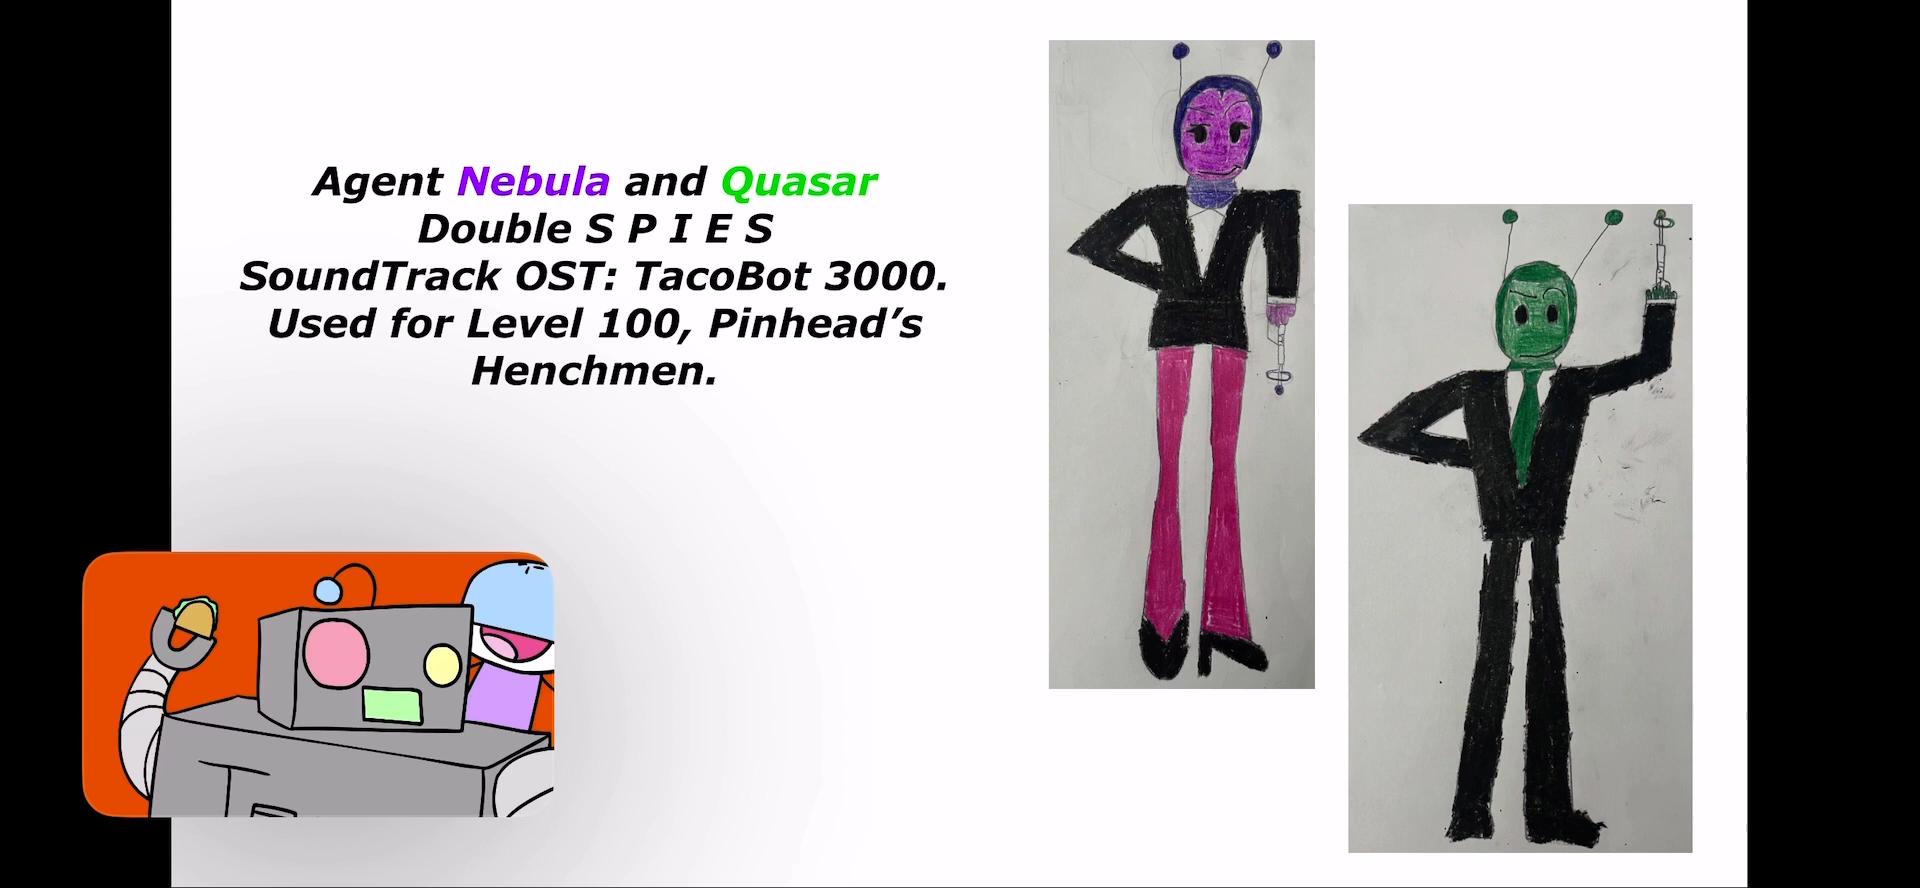 Agent Nebula and Quasar
Double S P I E S
SoundTrack OST: TacoBot 3000.
Used for Level 100, Pinhead’s
Henchmen.